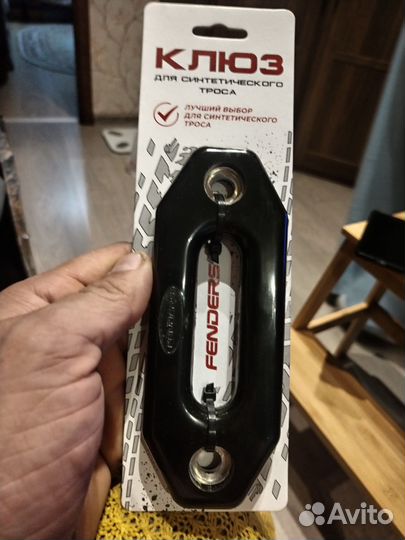 КЛЮЗ
ДЛЯ СИНТЕТИЧЕСКОГО
ТРОСА
ЛУЧШИЙ ВЫБОР
ДЛЯ СИНТЕТИЧЕСКОГО
ТРОСА
FENDERS
Avito